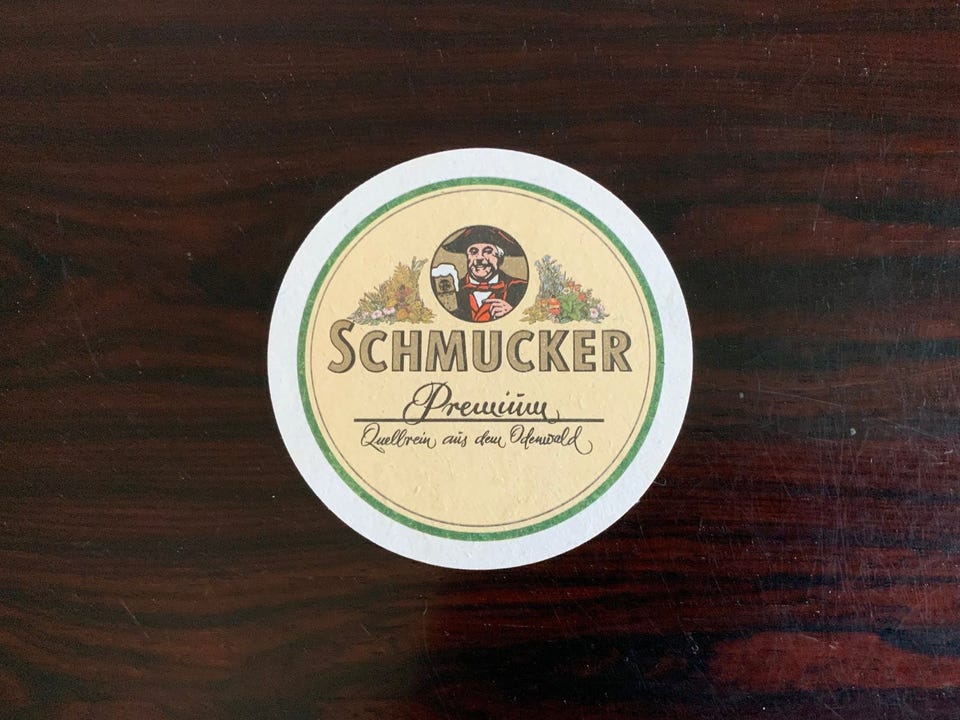 SCHMUCKER
Premium
Quellrein aus dem Odenwald